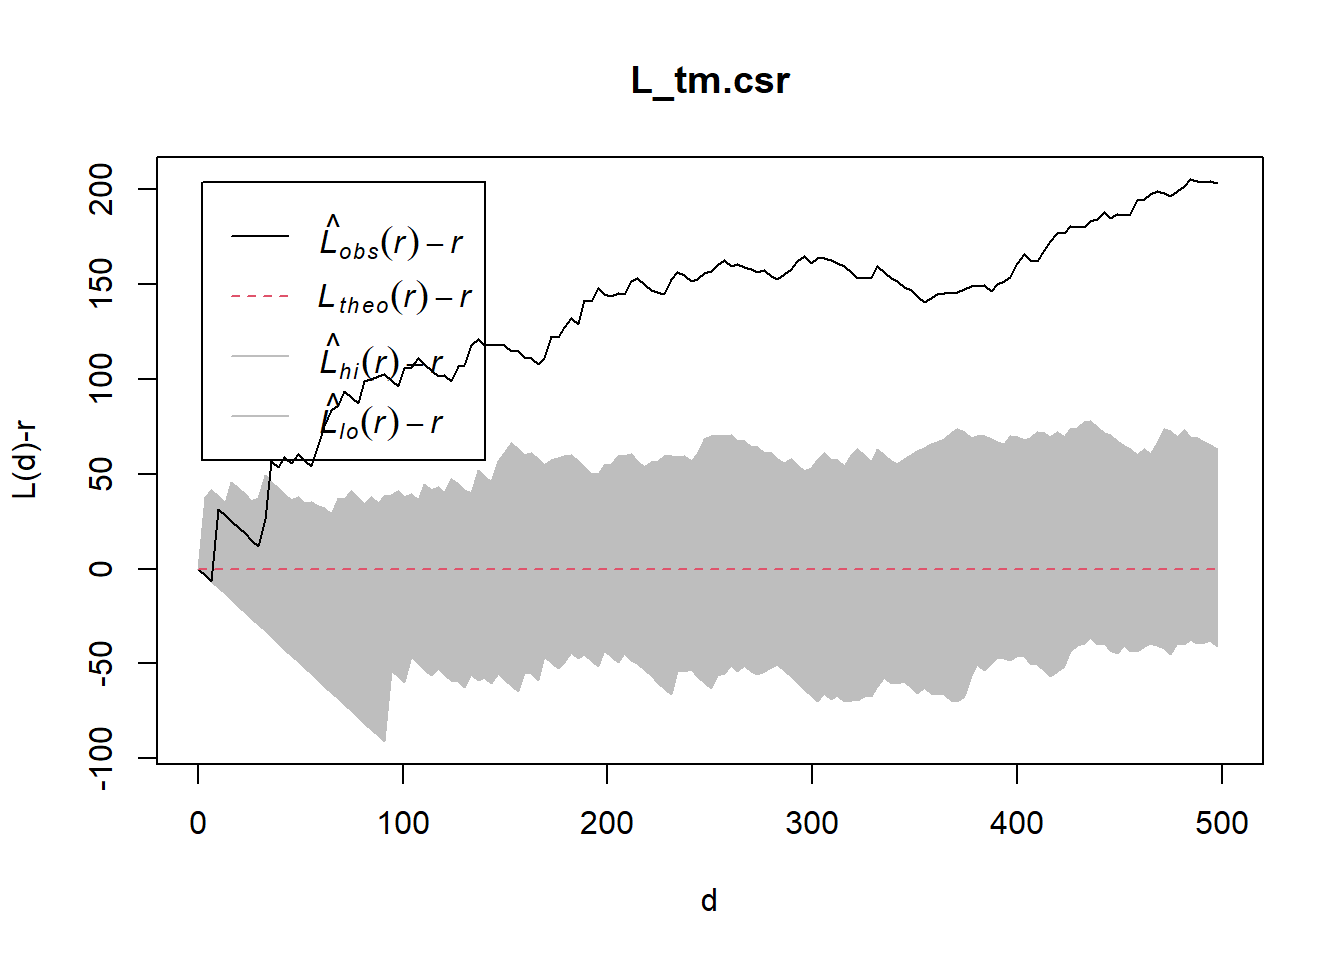 L_tm.csr
L(d)-r
200
150
100
50
0
-50
-100
L̂obs(r) − r
Ltheo(r) − r
L̂hi(r) − r
L̂lo(r) − r
0 100 200 300 400 500
d